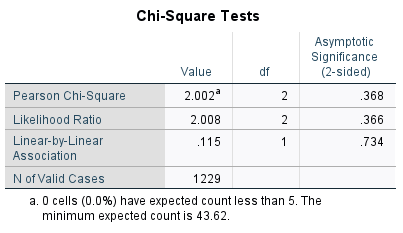 Chi-Square Tests
Value df Asymptotic Significance (2-sided)
Pearson Chi-Square 2.002a 2 .368
Likelihood Ratio 2.008 2 .366
Linear-by-Linear Association .115 1 .734
N of Valid Cases 1229
a. 0 cells (0.0%) have expected count less than 5. The
minimum expected count is 43.62.